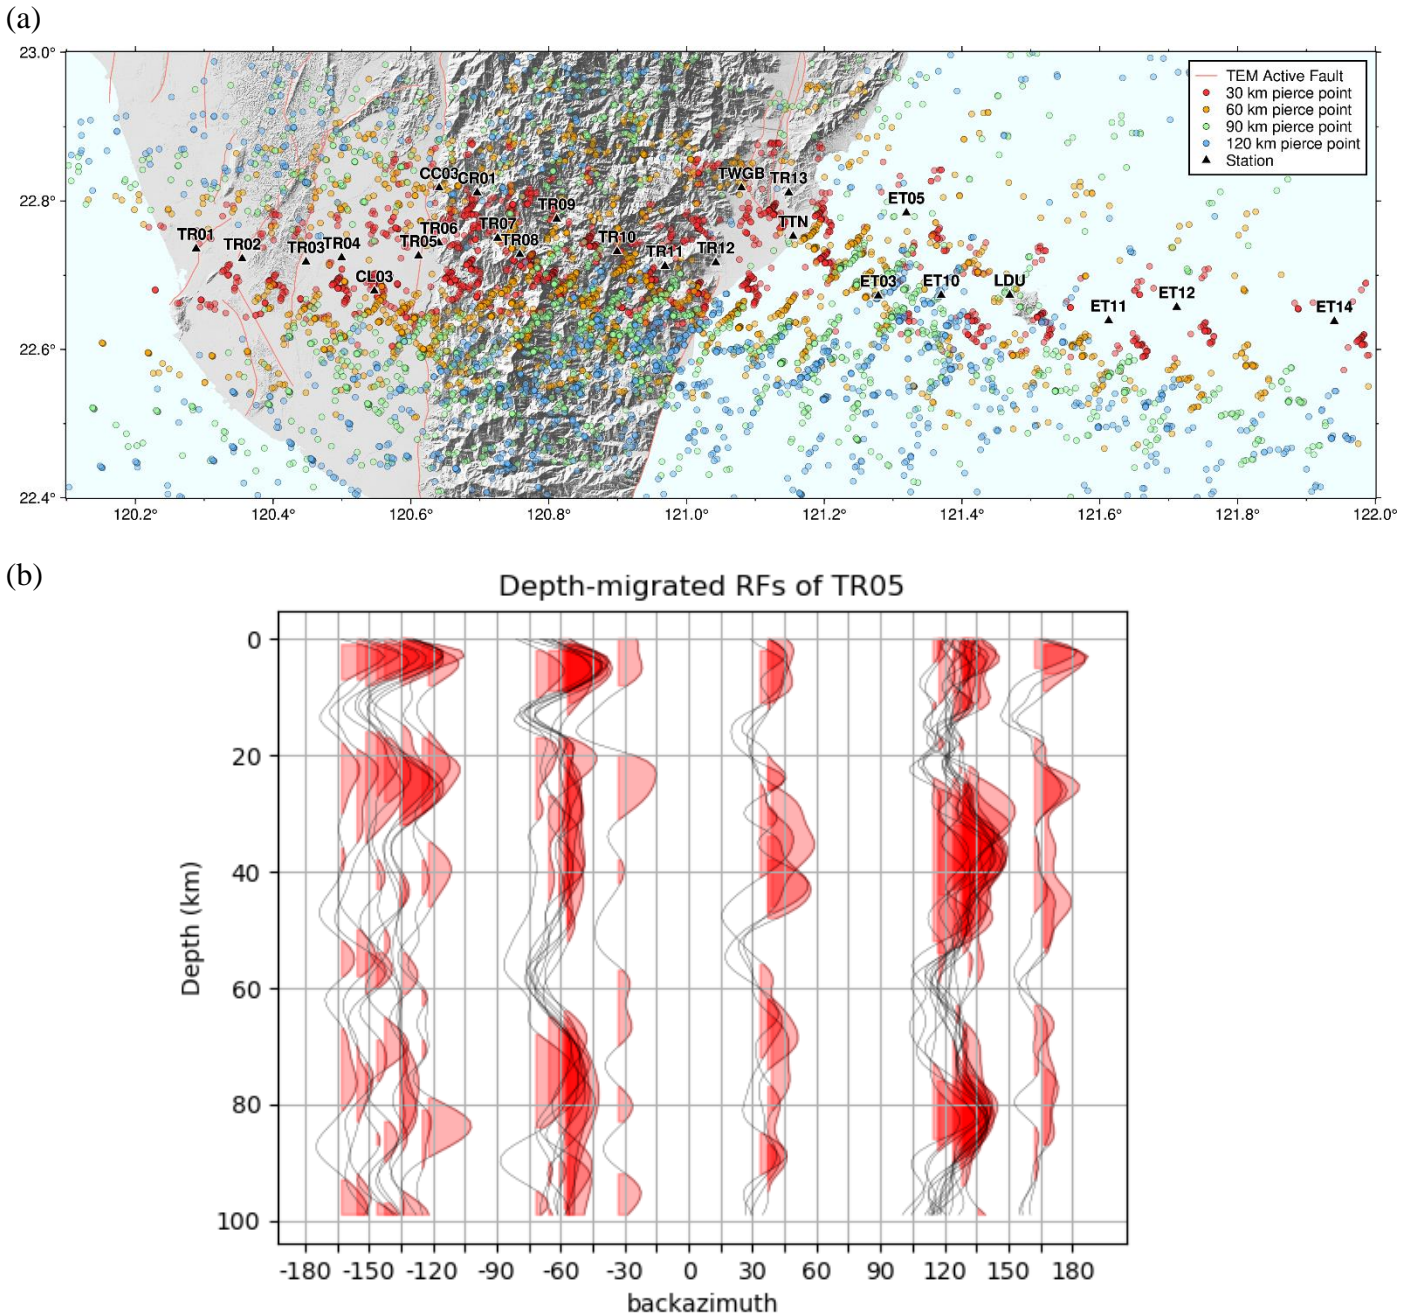 (a)
23.0°
22.8°
22.6°
22.4°
TEM Active Fault
30 km pierce point
60 km pierce point
90 km pierce point
120 km pierce point
Station
CC03
CR01
TWGB
TR13
TR09
ET05
TR01
TR02
TR03
TR04
TR05
TR06
TR07
TR08
TR10
TR11
TR12
TTN
CL03
ET03
ET10
LDU
ET11
ET12
ET14
120.2°
120.4°
120.6°
120.8°
121.0°
121.2°
121.4°
121.6°
121.8°
122.0°
(b)
Depth-migrated RFs of TR05
0
20
40
60
80
100
Depth (km)
-180 -150 -120 -90 -60 -30 0 30 60 90 120 150 180
backazimuth